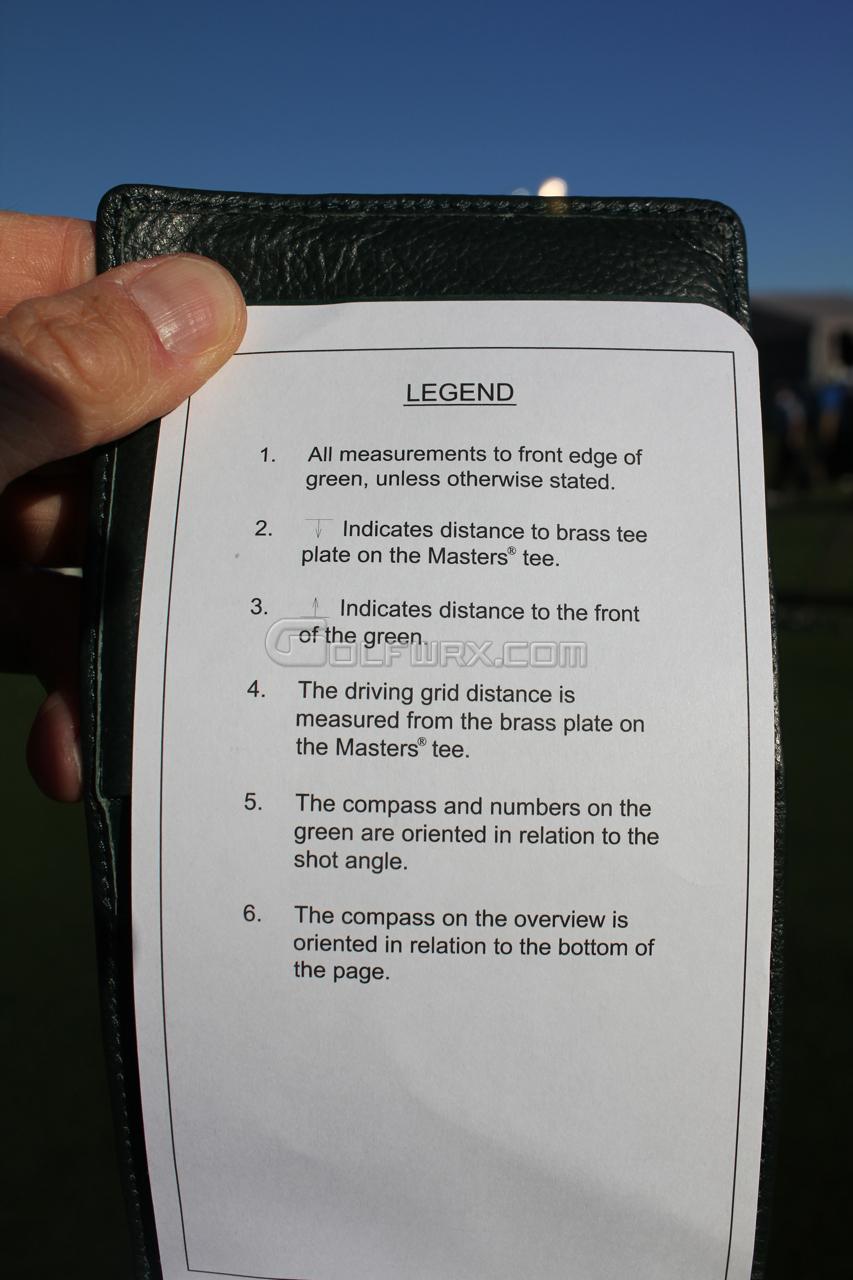 LEGEND
1. All measurements to front edge of
green, unless otherwise stated.
2. Indicates distance to brass tee
plate on the Masters® tee.
3. Indicates distance to the front
of the green.
GOLFWRX.COM
4. The driving grid distance is
measured from the brass plate on
the Masters® tee.
5. The compass and numbers on the
green are oriented in relation to the
shot angle.
6. The compass on the overview is
oriented in relation to the bottom of
the page.